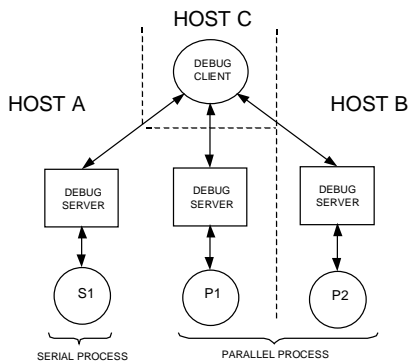 HOST C
DEBUG
CLIENT
HOST A
HOST B
DEBUG
SERVER
DEBUG
SERVER
DEBUG
SERVER
S1
P1
P2
SERIAL PROCESS
PARALLEL PROCESS